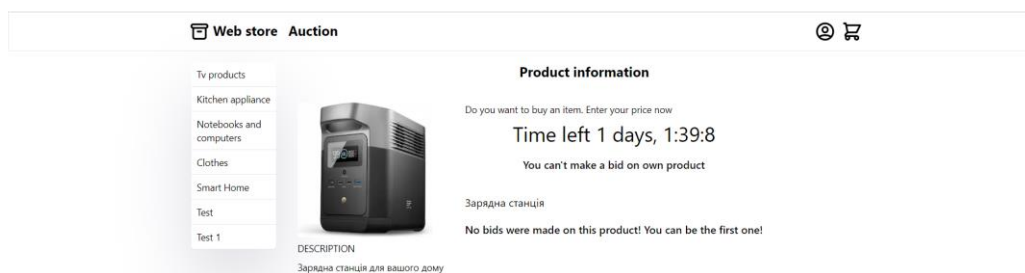 Web store Auction
Tv products
Kitchen appliance
Notebooks and
computers
Clothes
Smart Home
Test
Test 1
Product information
Do you want to buy an item. Enter your price now
Time left 1 days, 1:39:8
You can't make a bid on own product
Зарядна станція
No bids were made on this product! You can be the first one!
DESCRIPTION
Зарядна станція для вашого дому